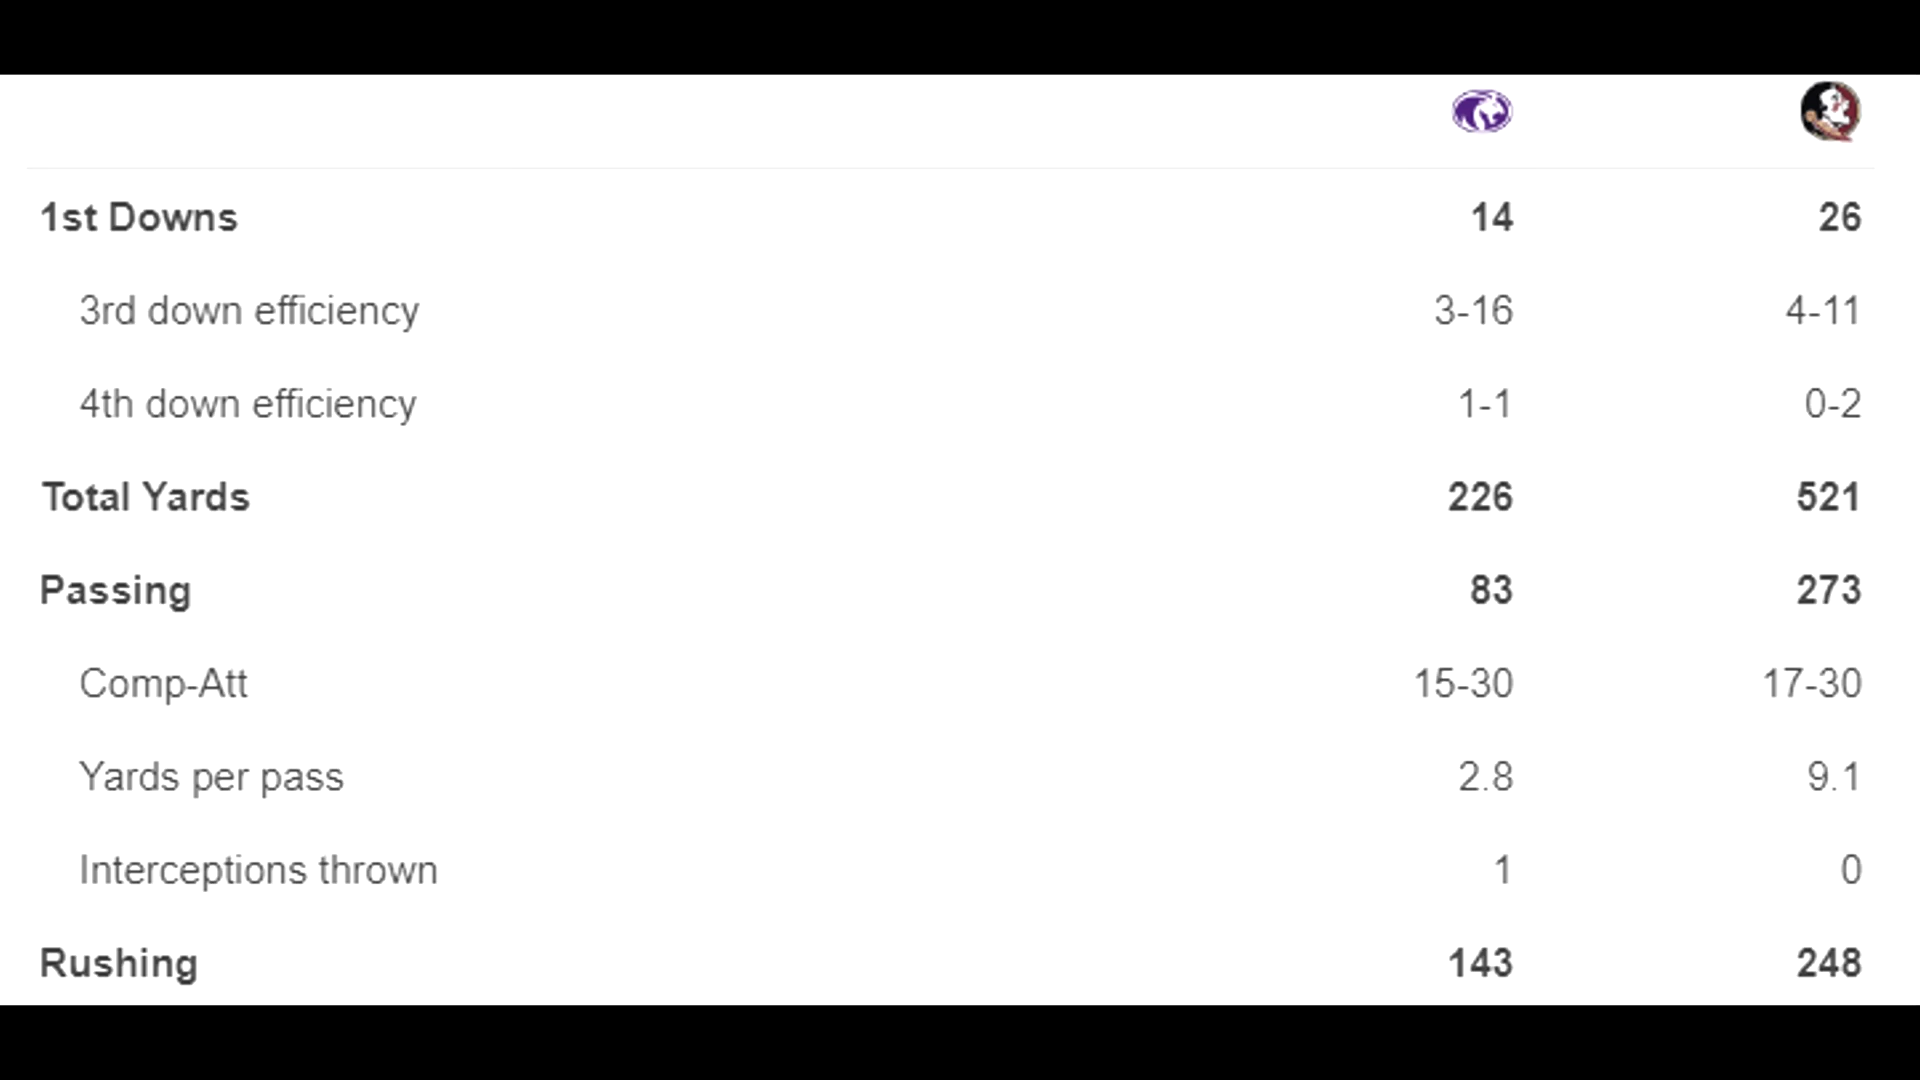 1st Downs 14 26
3rd down efficiency 3-16 4-11
4th down efficiency 1-1 0-2
Total Yards 226 521
Passing 83 273
Comp-Att 15-30 17-30
Yards per pass 2.8 9.1
Interceptions thrown 1 0
Rushing 143 248